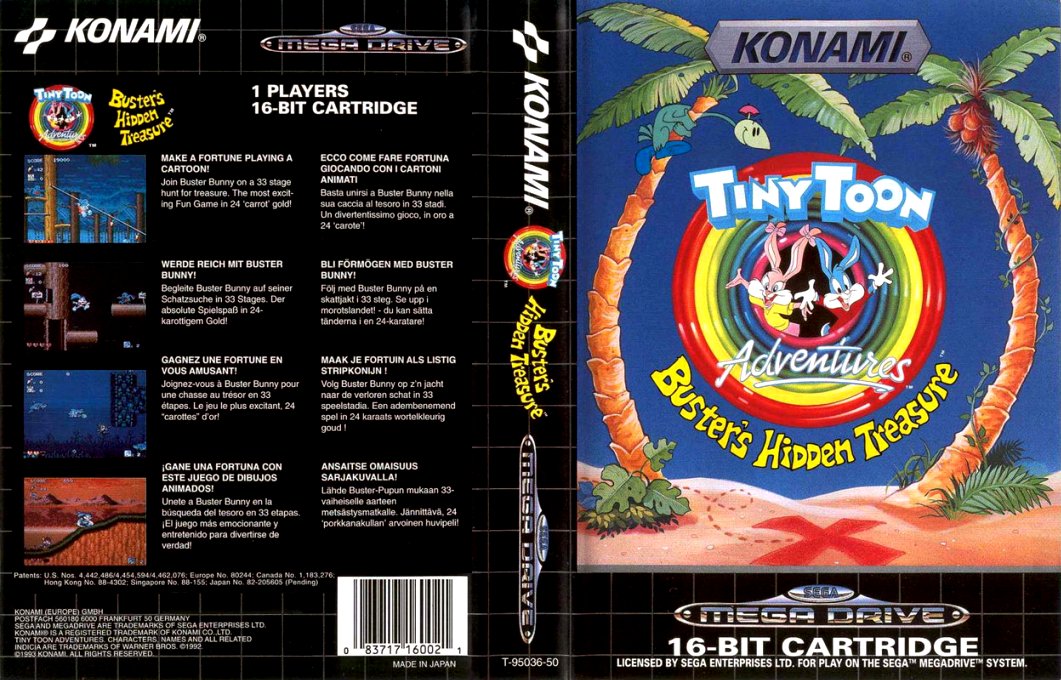 KONAMI®
SEGA
MEGA DRIVE
TINY TOON
Adventures
™
BUSTER'S
HIDDEN
TREASURE™
1 PLAYERS
16-BIT CARTRIDGE
MAKE A FORTUNE PLAYING A
CARTOON!
Join Buster Bunny on a 33 stage
hunt for treasure. The most excit-
ing Fun Game in 24 'carrot' gold!
WERDE REICH MIT BUSTER
BUNNY!
Begleite Buster Bunny auf seiner
Schatzsuche in 33 Stages. Der
absolute Spielspaß in 24-
karottigem Gold!
GAGNEZ UNE FORTUNE EN
VOUS AMUSANT!
Joignez-vous à Buster Bunny pour
une chasse au trésor en 33
étapes. Le jeu le plus excitant, 24
"carottes" d'or!
¡GANE UNA FORTUNA CON
ESTE JUEGO DE DIBUJOS
ANIMADOS!
Unete a Buster Bunny en la
búsqueda del tesoro en 33 etapas.
¡El juego más emocionante y
entretenido para divertirse de
verdad!
ECCO COME FARE FORTUNA
GIOCANDO CON I CARTONI
ANIMATI
Basta unirsi a Buster Bunny nella
sua caccia al tesoro in 33 stadi.
Un divertentissimo gioco, in oro a
24 'carote'!
BLI FÖRMÖGEN MED BUSTER
BUNNY!
Följ med Buster Bunny på en
skattjakt i 33 steg. Se upp i
morotslandet! - du kan sätta
tänderna i en 24-karatare!
MAAK JE FORTUIN ALS LISTIG
STRIPKONIJN !
Volg Buster Bunny op z'n jacht
naar de verloren schat in 33
speelstadia. Een adembenemend
spel in 24 karaats wortelkleurig
goud !
ANSAITSE OMAISUUS
SARJAKUVALLA!
Lähde Buster-Pupun mukaan 33-
vaiheiselle aarteen
metsästysmatkalle. Jännittävä, 24
'porkkanakullan' arvoinen huvipeli!
Patents: U.S. Nos. 4,442,486/4,454,594/4,462,076; Europe No. 80244; Canada No. 1,183,276;
Hong Kong No. 88-4302; Singapore No. 88-155; Japan No. 82-205605 (Pending)
KONAMI (EUROPE) GMBH
POSTFACH 560180 6000 FRANKFURT 50 GERMANY
SEGA AND MEGADRIVE ARE TRADEMARKS OF SEGA ENTERPRISES LTD.
KONAMI® IS A REGISTERED TRADEMARK OF KONAMI CO.,LTD.
TINY TOON ADVENTURES. CHARACTERS, NAMES AND ALL RELATED
INDICIA ARE TRADEMARKS OF WARNER BROS. ©1992.
©1993 KONAMI. ALL RIGHTS RESERVED.
0 83717 16002 1
MADE IN JAPAN
KONAMI®
TINY TOON
Adventures
BUSTER'S
HIDDEN
TREASURE™
SEGA
MEGA DRIVE
T-95036-50
KONAMI®
TINY TOON
Adventures™
BUSTER'S HIDDEN TREASURE™
SEGA
MEGA DRIVE
16-BIT CARTRIDGE
LICENSED BY SEGA ENTERPRISES LTD. FOR PLAY ON THE SEGA™ MEGADRIVE™ SYSTEM.